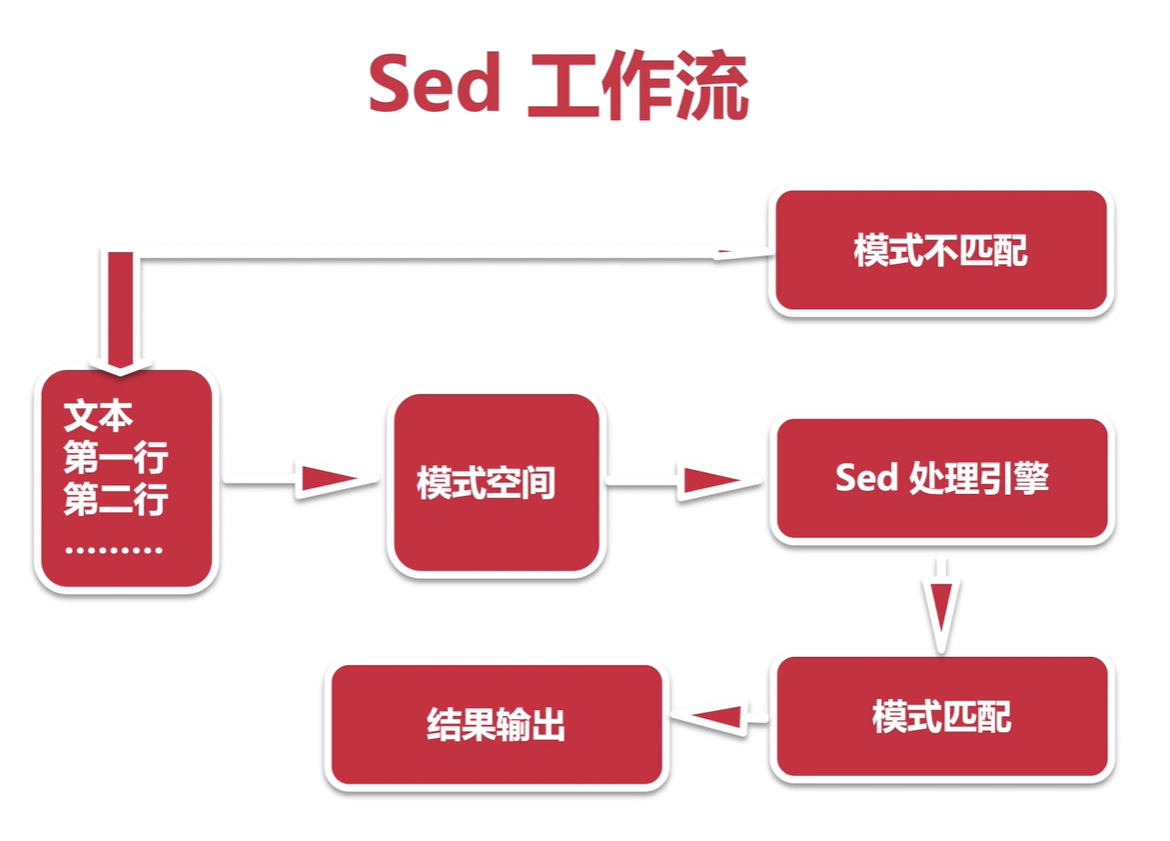 Sed 工作流
模式不匹配
文本
第一行
第二行
………
模式空间
Sed 处理引擎
结果输出
模式匹配